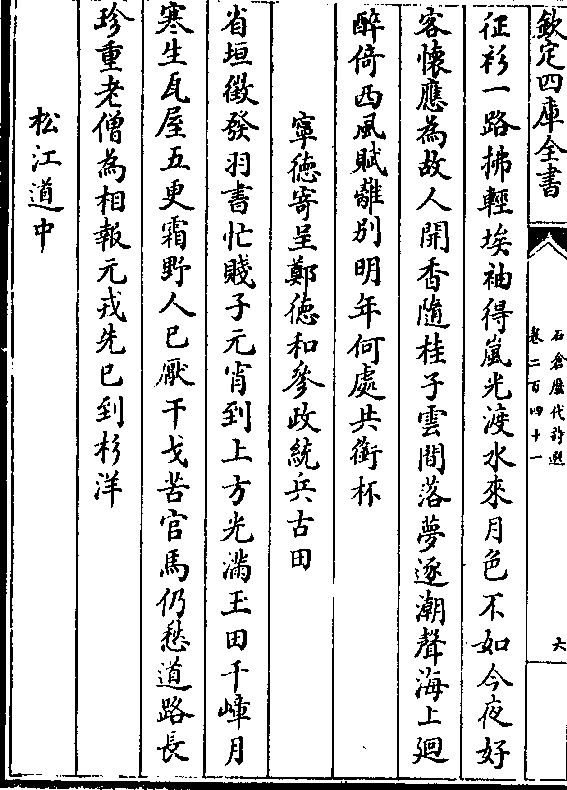 欽定四庫全書
石倉歷代詩選
卷二百四十一
六
征衫一路拂輕埃袖得嵐光渡水來月色不如今夜好
客懷應為故人開香隨桂子雲間落夢逐潮聲海上廻
醉倚西風賦離别明年何處共銜杯
寧德寄呈鄭德和參政統兵古田
省垣徵發羽書忙賤子元宵到上方光滿玉田千嶂月
寒生瓦屋五更霜野人已厭干戈苦官馬仍愁道路長
珍重老僧為相報元戎先已到杉洋
松江道中